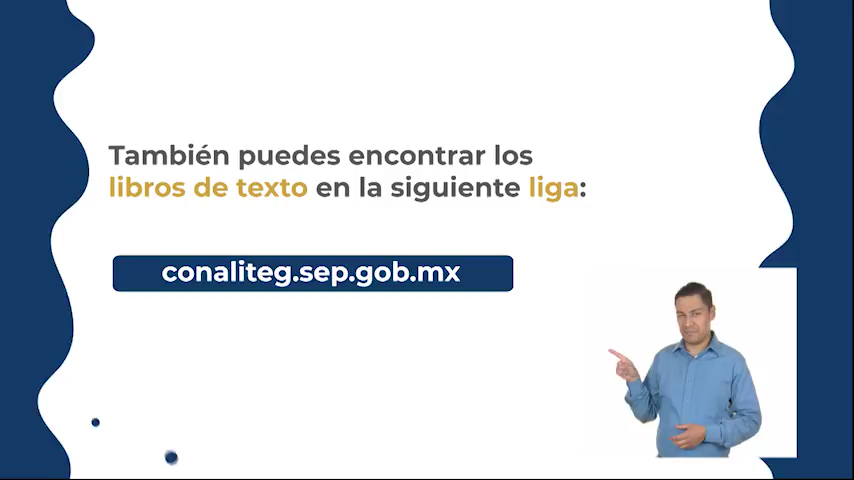 También puedes encontrar los
libros de texto en la siguiente liga:
conaliteg.sep.gob.mx